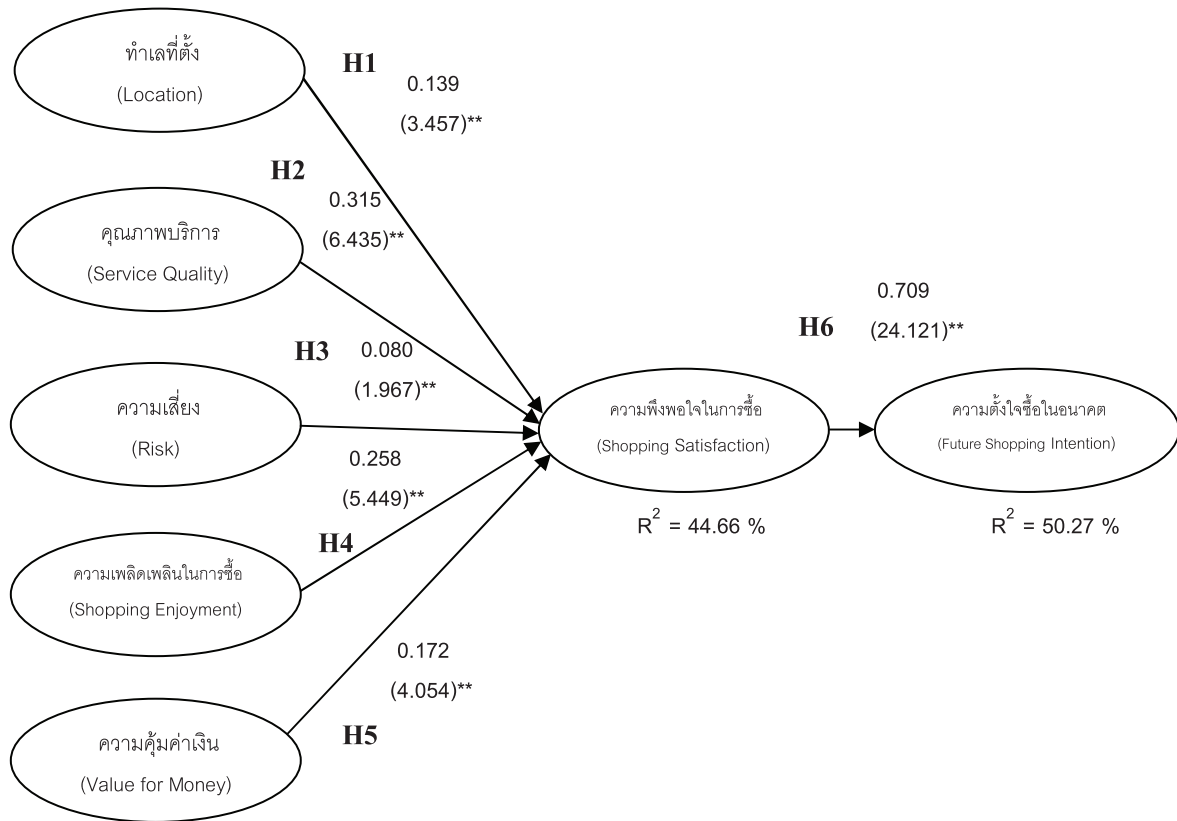 ทำเลที่ตั้ง
(Location)
H1
0.139
(3.457)**
H2
0.315
(6.435)**
คุณภาพบริการ
(Service Quality)
H3
0.080
(1.967)**
ความเสี่ยง
(Risk)
0.258
(5.449)**
H4
ความเพลิดเพลินในการซื้อ
(Shopping Enjoyment)
0.172
(4.054)**
H5
ความคุ้มค่าเงิน
(Value for Money)
ความพึงพอใจในการซื้อ
(Shopping Satisfaction)
R² = 44.66 %
0.709
H6
(24.121)**
ความตั้งใจซื้อในอนาคต
(Future Shopping Intention)
R² = 50.27 %